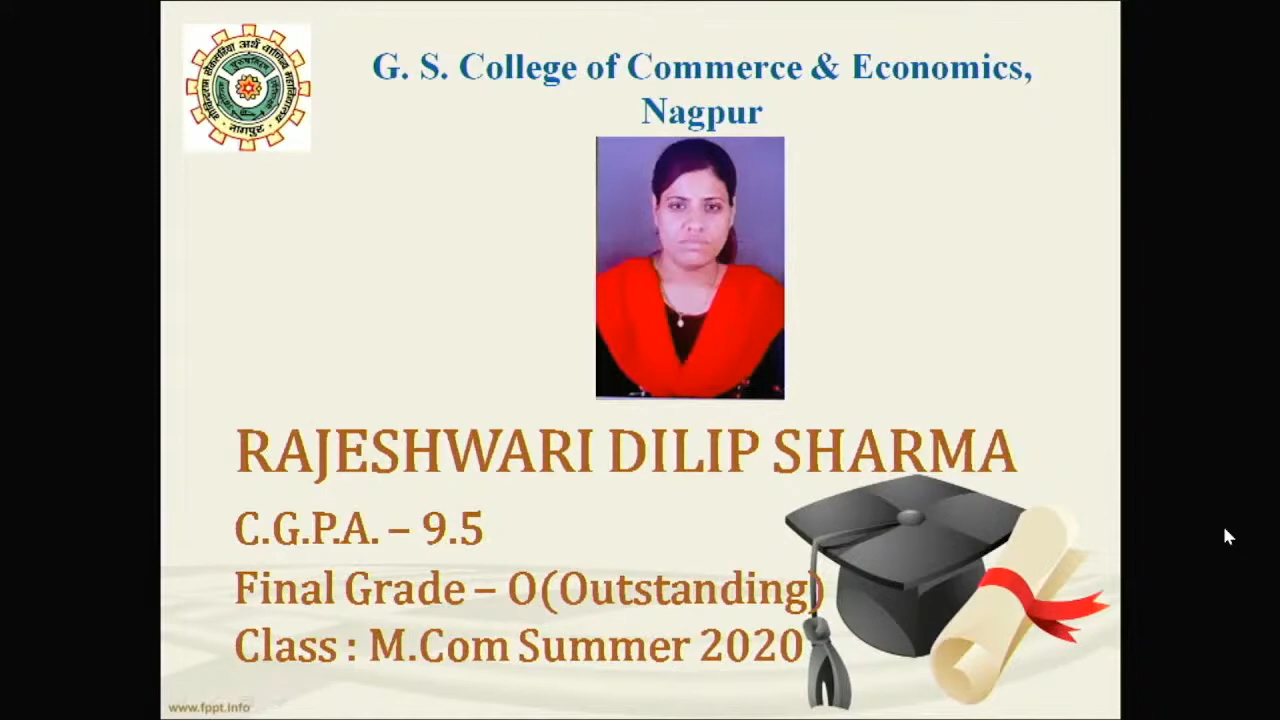 G. S. College of Commerce & Economics,
Nagpur
नागपुर
RAJESHWARI DILIP SHARMA
C.G.P.A. – 9.5
Final Grade – O(Outstanding)
Class : M.Com Summer 2020
www.fppt.info